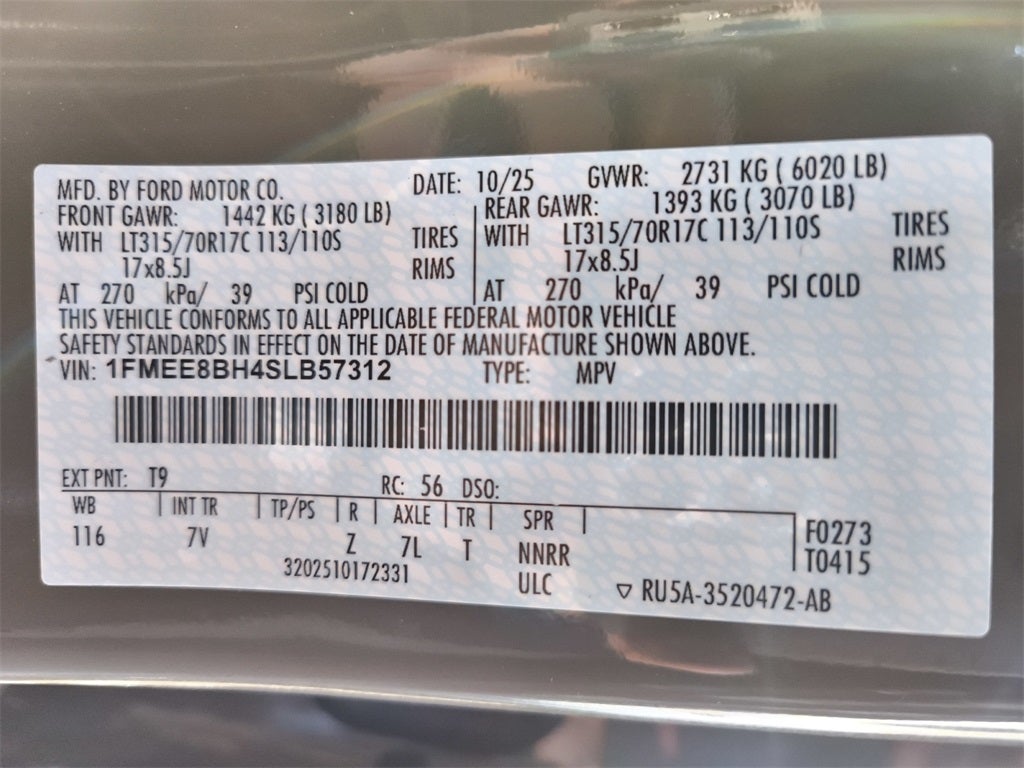 MFD. BY FORD MOTOR CO. DATE: 10/25 GVWR: 2731 KG ( 6020 LB)
FRONT GAWR: 1442 KG ( 3180 LB) REAR GAWR: 1393 KG ( 3070 LB)
WITH LT315/70R17C 113/110S TIRES WITH LT315/70R17C 113/110S TIRES
17x8.5J RIMS 17x8.5J RIMS
AT 270 kPa/ 39 PSI COLD AT 270 kPa/ 39 PSI COLD
THIS VEHICLE CONFORMS TO ALL APPLICABLE FEDERAL MOTOR VEHICLE
SAFETY STANDARDS IN EFFECT ON THE DATE OF MANUFACTURE SHOWN ABOVE.
VIN: 1FMEE8BH4SLB57312 TYPE: MPV
EXT PNT: T9 RC: 56 DSO:
WB INT TR TP/PS R AXLE TR SPR F0273
116 7V Z 7L T NNRR T0415
3202510172331 ULC ▽ RU5A-3520472-AB